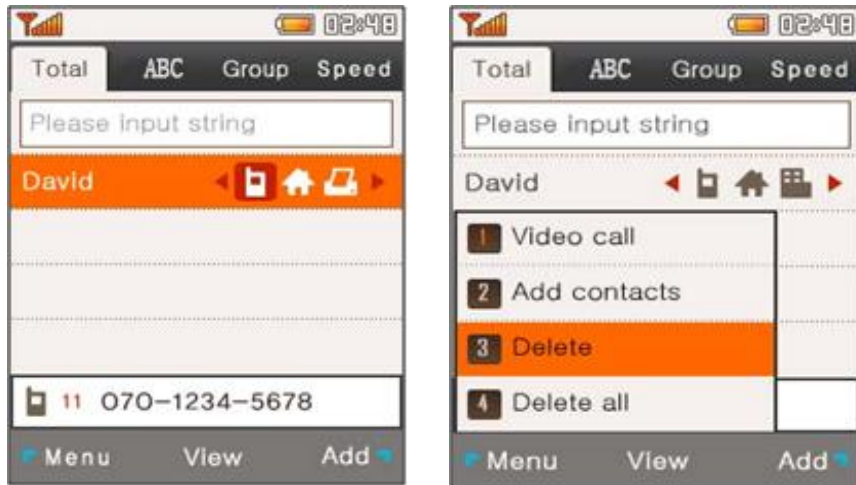 02:48
Total ABC Group Speed
Please input string
David
11 070-1234-5678
Menu View Add
02:48
Total ABC Group Speed
Please input string
David
1 Video call
2 Add contacts
3 Delete
4 Delete all
Menu View Add